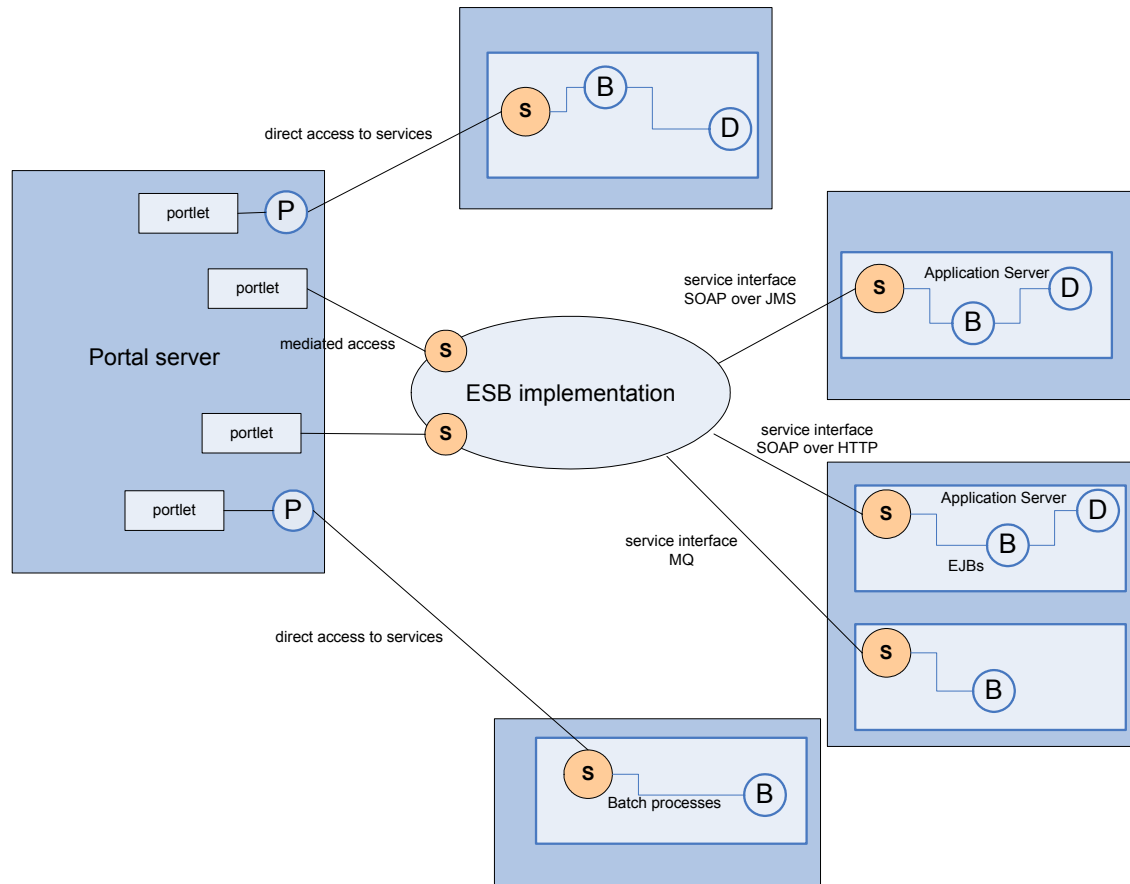 B
S
D
direct access to services
portlet
P
portlet
service interface
SOAP over JMS
Application Server
S
D
B
mediated access
S
Portal server
ESB implementation
portlet
S
service interface
SOAP over HTTP
portlet
P
Application Server
S
D
B
EJBs
service interface
MQ
direct access to services
S
B
S
Batch processes
B